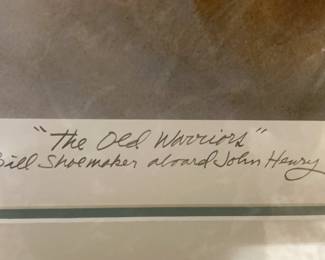 "The Old Warriors"
Bill Shoemaker aboard John Henry